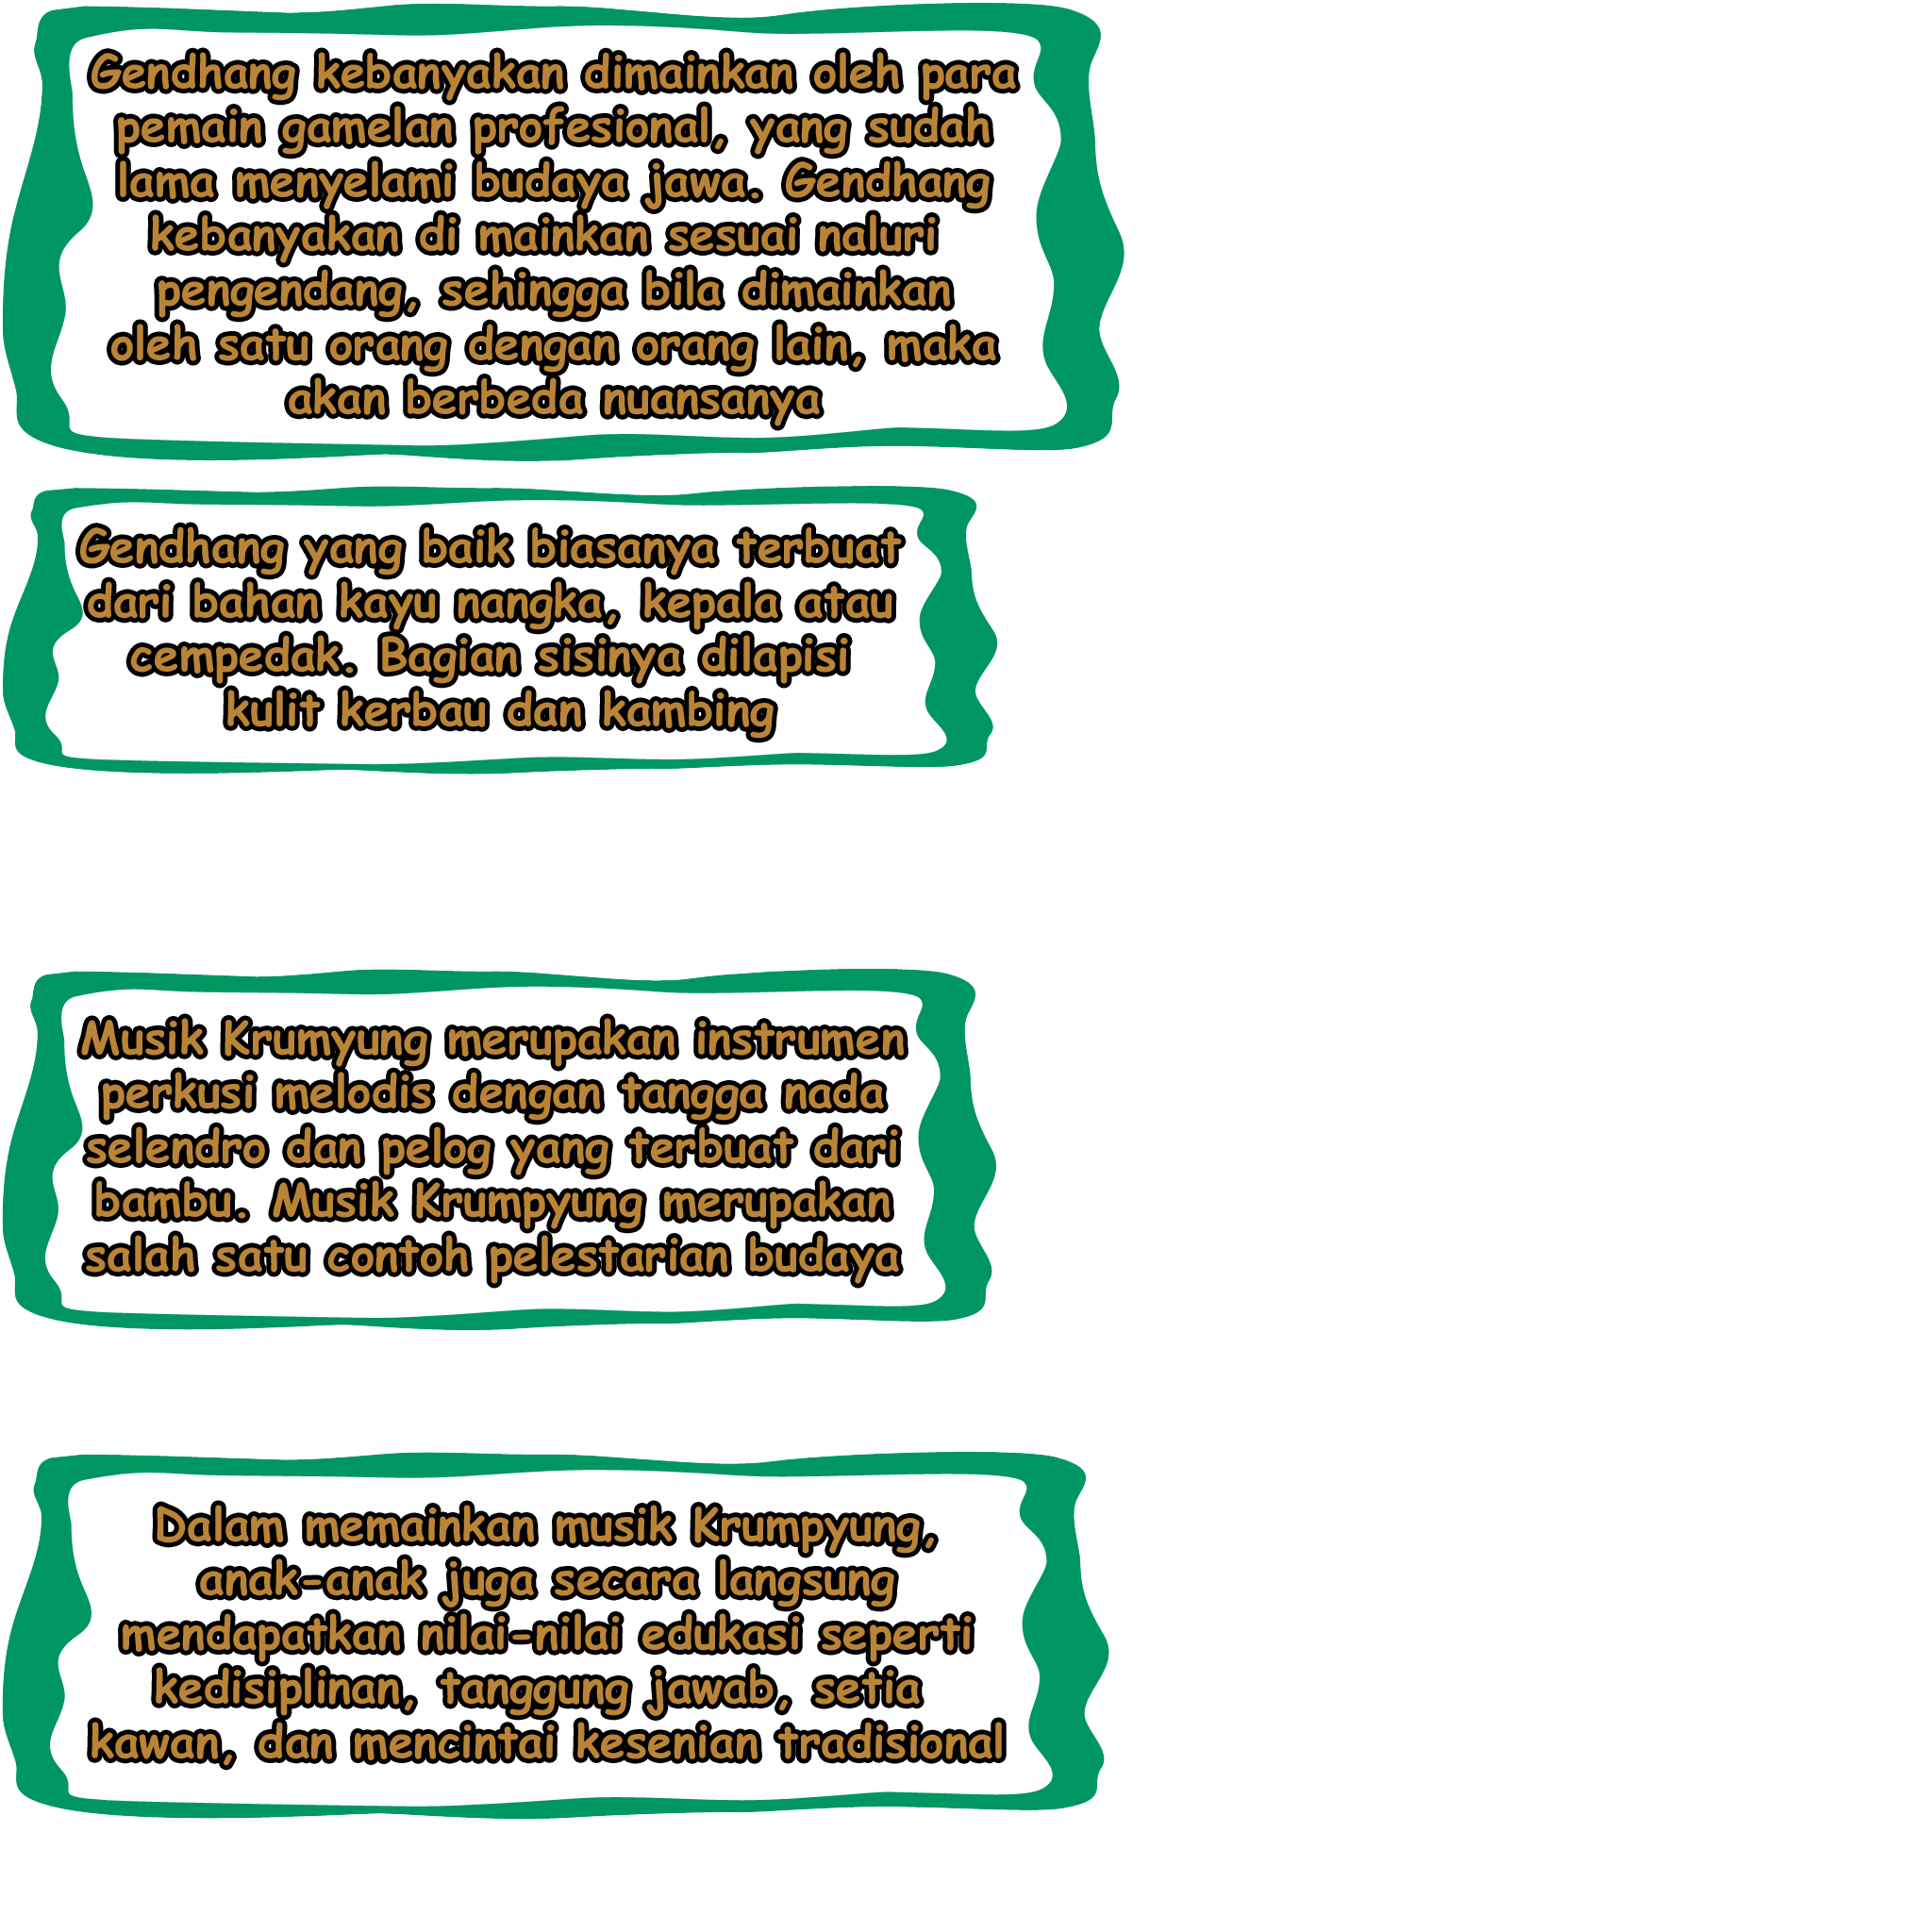 Gendhang kebanyakan dimainkan oleh para
pemain gamelan profesional, yang sudah
lama menyelami budaya jawa. Gendhang
kebanyakan di mainkan sesuai naluri
pengendang, sehingga bila dimainkan
oleh satu orang dengan orang lain, maka
akan berbeda nuansanya
Gendhang yang baik biasanya terbuat
dari bahan kayu nangka, kepala atau
cempedak. Bagian sisinya dilapisi
kulit kerbau dan kambing
Musik Krumyung merupakan instrumen
perkusi melodis dengan tangga nada
selendro dan pelog yang terbuat dari
bambu. Musik Krumpyung merupakan
salah satu contoh pelestarian budaya
Dalam memainkan musik Krumpyung,
anak-anak juga secara langsung
mendapatkan nilai-nilai edukasi seperti
kedisiplinan, tanggung jawab, setia
kawan, dan mencintai kesenian tradisional